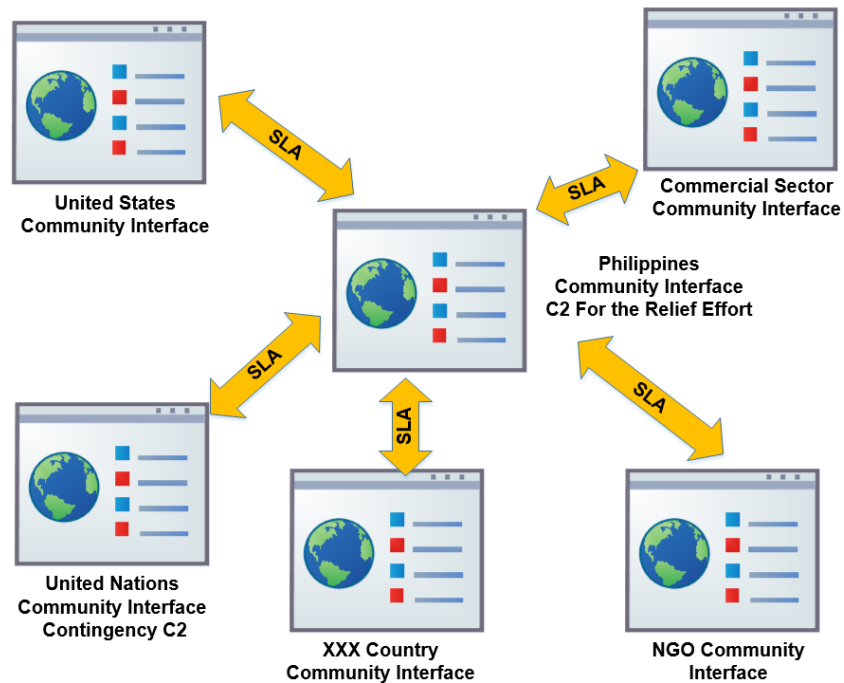 SLA
United States
Community Interface
SLA
Commercial Sector
Community Interface
Philippines
Community Interface
C2 For the Relief Effort
SLA
SLA
SLA
United Nations
Community Interface
Contingency C2
XXX Country
Community Interface
NGO Community
Interface